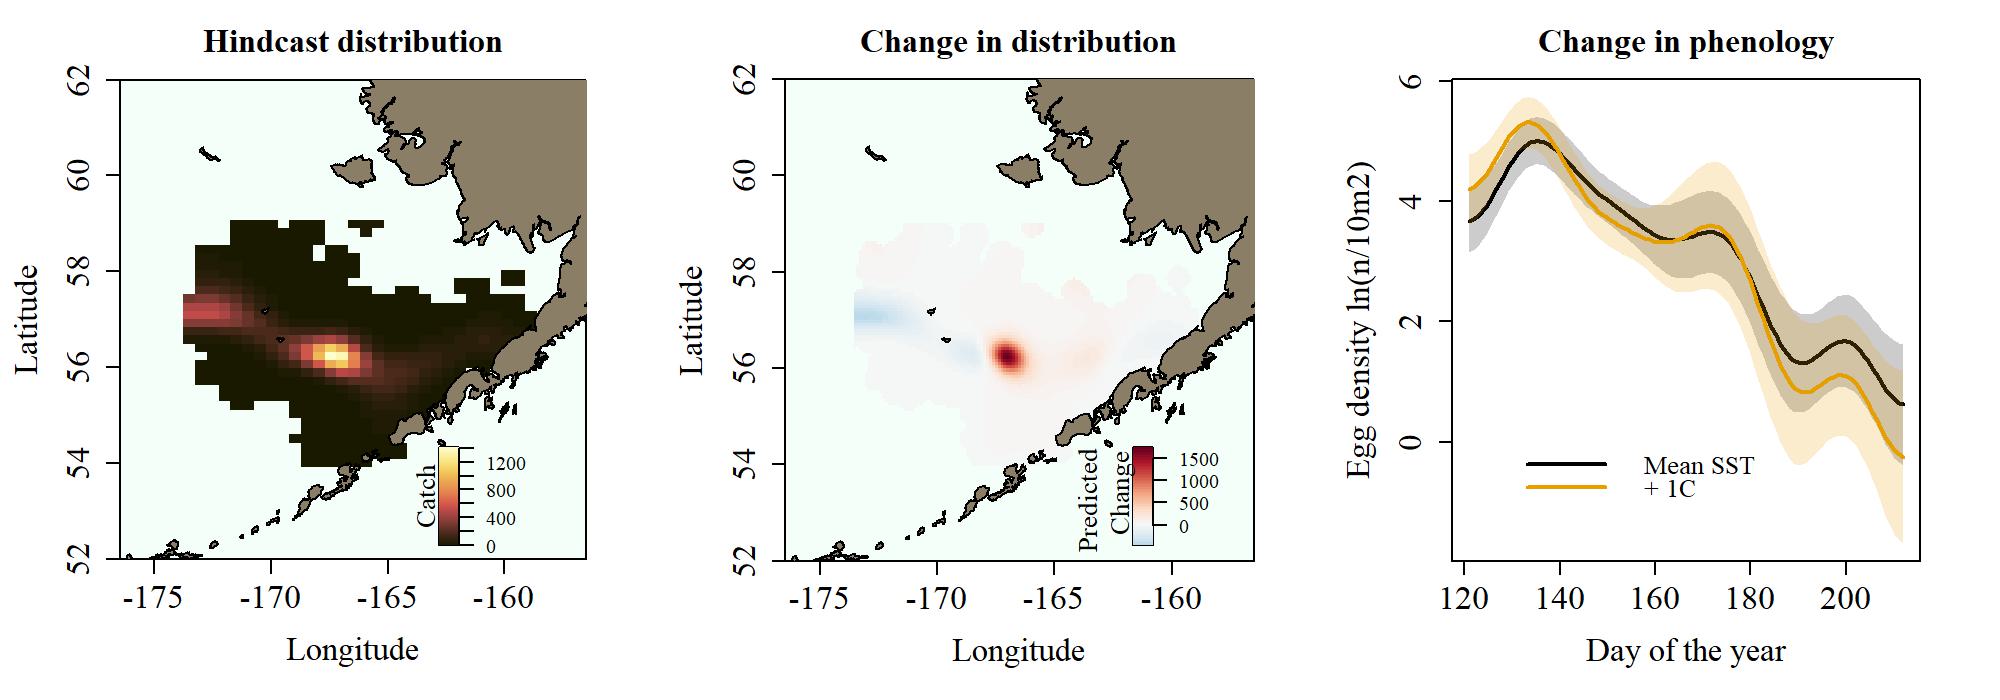 Hindcast distribution
Latitude
62
60
58
56
54
52
-175
-170
-165
-160
Longitude
Catch
1200
800
400
0
Change in distribution
Latitude
62
60
58
56
54
52
-175
-170
-165
-160
Longitude
Predicted
Change
1500
1000
500
0
Change in phenology
Egg density ln(n/10m2)
6
4
2
0
120
140
160
180
200
Day of the year
Mean SST
+ 1C